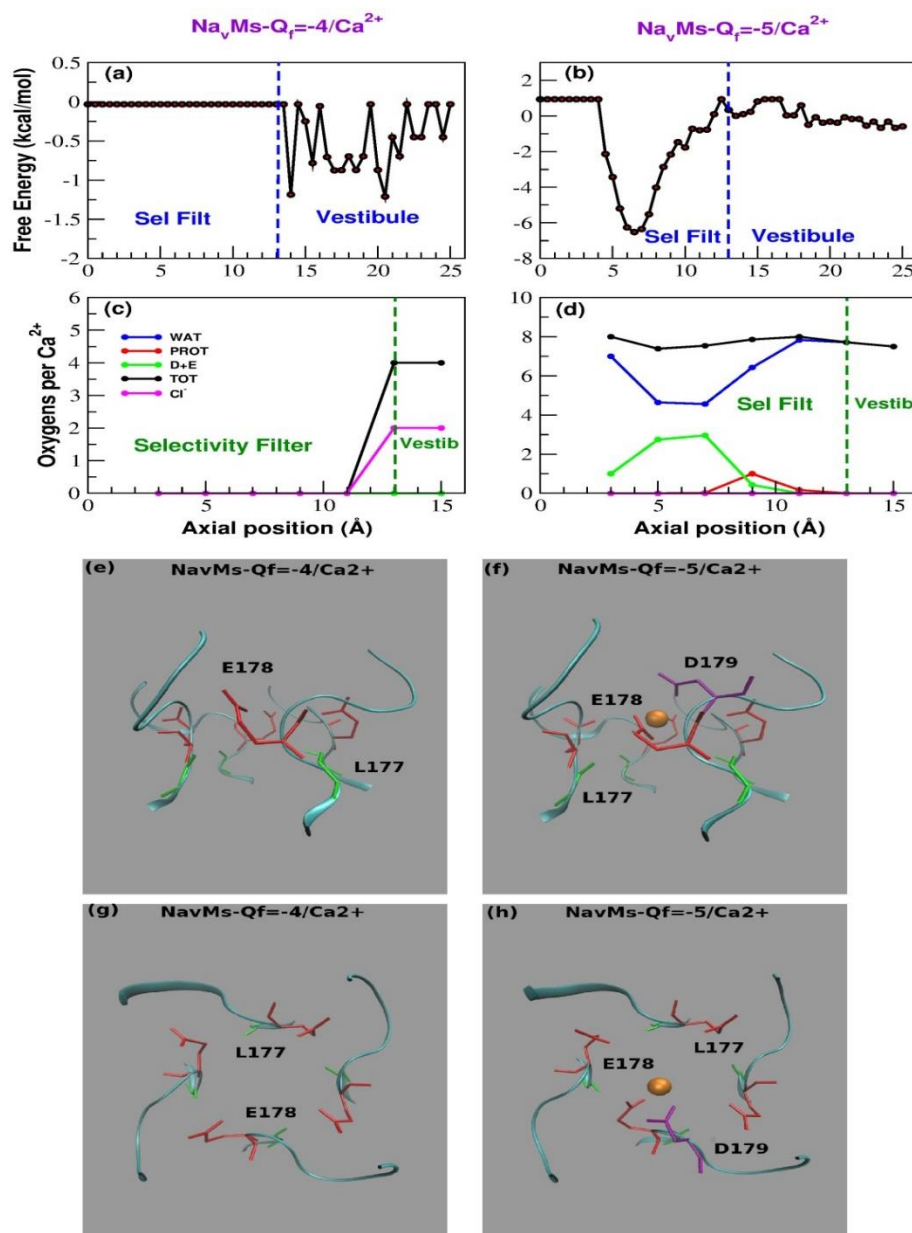 NavMs-Qf=-4/Ca2+
NavMs-Qf=-5/Ca2+
(a)
(b)
Free Energy (kcal/mol)
0.5
0
-0.5
-1
-1.5
-2
0 5 10 15 20 25
Sel Filt
Vestibule
2
0
-2
-4
-6
-8
0 5 10 15 20 25
Sel Filt
Vestibule
(c)
(d)
Oxygens per Ca2+
6
5
4
3
2
1
0
WAT
PROT
D+E
TOT
Cl-
Selectivity Filter
Vestib
0 5 10 15
Axial position (Å)
10
8
6
4
2
0
Sel Filt
Vestib
0 5 10 15
Axial position (Å)
(e)
NavMs-Qf=-4/Ca2+
E178
L177
(f)
NavMs-Qf=-5/Ca2+
D179
E178
L177
(g)
NavMs-Qf=-4/Ca2+
L177
E178
(h)
NavMs-Qf=-5/Ca2+
L177
E178
D179